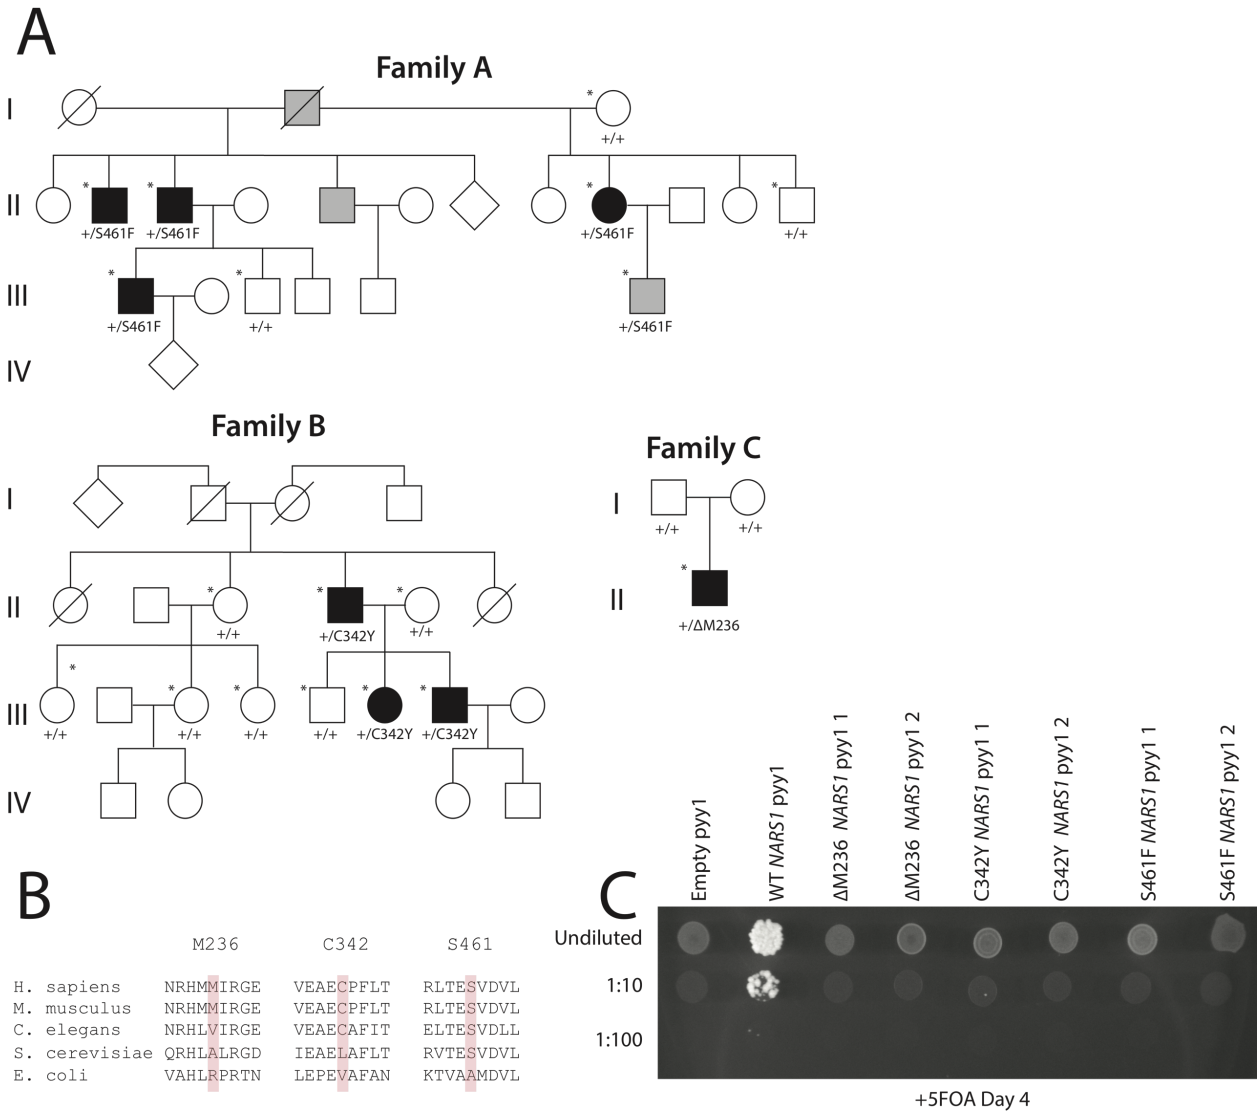 A
Family A
I
*
+/+
II
* * * *
+/S461F +/S461F +/S461F +/+
III
* * *
+/S461F +/+ +/S461F
IV
Family B
I
II
* * *
+/+ +/C342Y +/+
III
* * * * * *
+/+ +/+ +/+ +/+ +/C342Y +/C342Y
IV
Family C
I
+/+ +/+
II
*
+/ΔM236
B
M236 C342 S461
H. sapiens NRHMMIRGE VEAECPFLT RLTESVDVL
M. musculus NRHMMIRGE VEAECPFLT RLTESVDVL
C. elegans NRHLVIRGE VEAECAFIT ELTESVDLL
S. cerevisiae QRHLALRGD IEAELAFLT RVTESVDVL
E. coli VAHLRPRTN LEPEVAFAN KTVAAMDVL
C
Empty pyy1
WT NARS1 pyy1
ΔM236 NARS1 pyy1 1
ΔM236 NARS1 pyy1 2
C342Y NARS1 pyy1 1
C342Y NARS1 pyy1 2
S461F NARS1 pyy1 1
S461F NARS1 pyy1 2
Undiluted
1:10
1:100
+5FOA Day 4